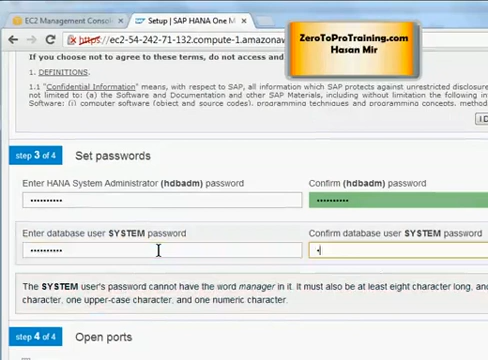 EC2 Management Consol
Setup | SAP HANA One M
https://ec2-54-242-71-132.compute-1.amazonaw
ZeroToProTraining.com
Hasan Mir
If you choose not to agree to these terms, do not access and
1. DEFINITIONS.
1.1 "Confidential Information" means, with respect to SAP, all information which SAP protects against unrestricted disclosure
not limited to: (a) the Software and Documentation and other SAP Materials, including without limitation the following in
Software: (i) computer software (object and source codes), programming techniques and programming concepts, method
I D
step 3 of 4
Set passwords
Enter HANA System Administrator (hdbadm) password
Confirm (hdbadm) password
Enter database user SYSTEM password
Confirm database user SYSTEM password
The SYSTEM user's password cannot have the word manager in it. It must also be at least eight character long, an
character, one upper-case character, and one numeric character.
step 4 of 4
Open ports